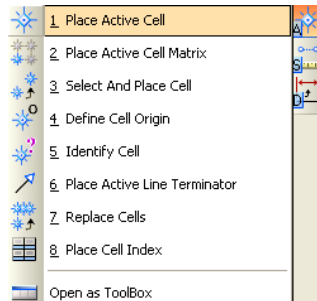 1 Place Active Cell
A
2 Place Active Cell Matrix
S
3 Select And Place Cell
D
4 Define Cell Origin
5 Identify Cell
6 Place Active Line Terminator
7 Replace Cells
8 Place Cell Index
Open as ToolBox